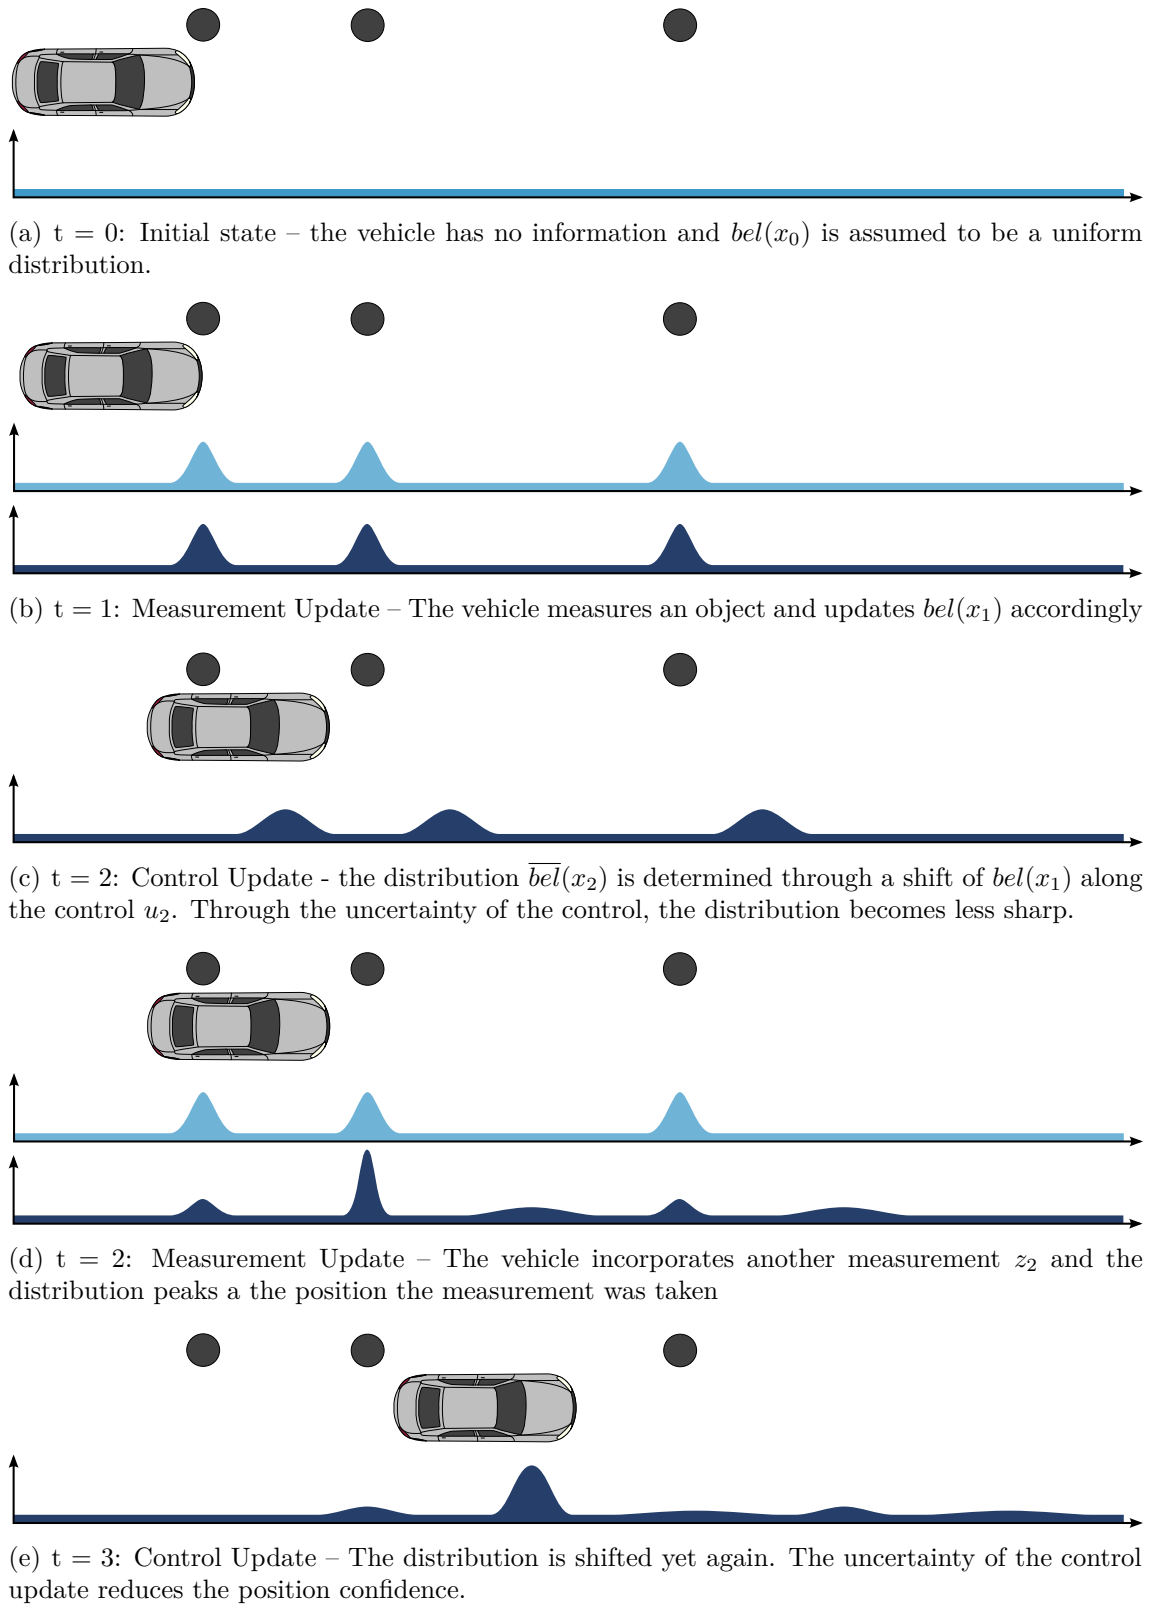 (a) t = 0: Initial state – the vehicle has no information and bel(x₀) is assumed to be a uniform
distribution.
(b) t = 1: Measurement Update – The vehicle measures an object and updates bel(x₁) accordingly
(c) t = 2: Control Update - the distribution b̅e̅l̅(x₂) is determined through a shift of bel(x₁) along
the control u₂. Through the uncertainty of the control, the distribution becomes less sharp.
(d) t = 2: Measurement Update – The vehicle incorporates another measurement z₂ and the
distribution peaks a the position the measurement was taken
(e) t = 3: Control Update – The distribution is shifted yet again. The uncertainty of the control
update reduces the position confidence.